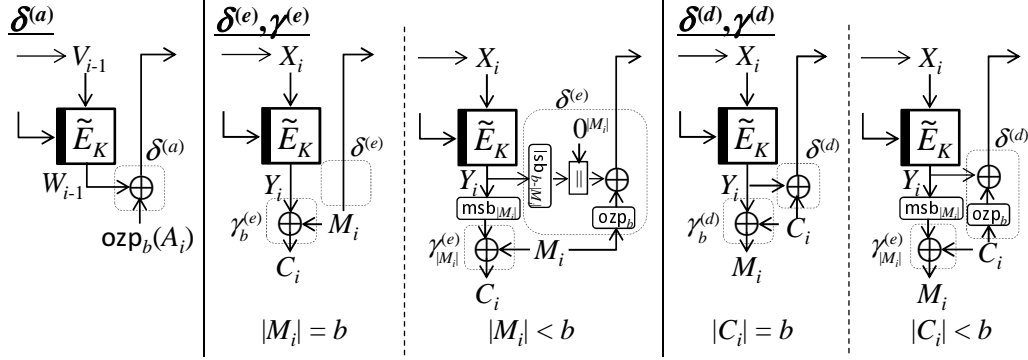 δ(a)
V_{i-1}
Ẽ_K
δ(a)
W_{i-1}
ozp_b(A_i)
δ(e), γ(e)
X_i
Ẽ_K
δ(e)
Y_i
γ_b^{(e)}
M_i
C_i
|M_i| = b
X_i
δ(e)
Ẽ_K
0^{|M_i|}
lsb_{b-|M_i|}
||
Y_i
msb_{|M_i|}
ozp_b
γ_{|M_i|}^{(e)}
M_i
C_i
|M_i| < b
δ(d), γ(d)
X_i
Ẽ_K
δ(d)
Y_i
γ_b^{(d)}
C_i
M_i
|C_i| = b
X_i
Ẽ_K
δ(d)
Y_i
msb_{|M_i|}
ozp_b
γ_{|M_i|}^{(e)}
C_i
M_i
|C_i| < b